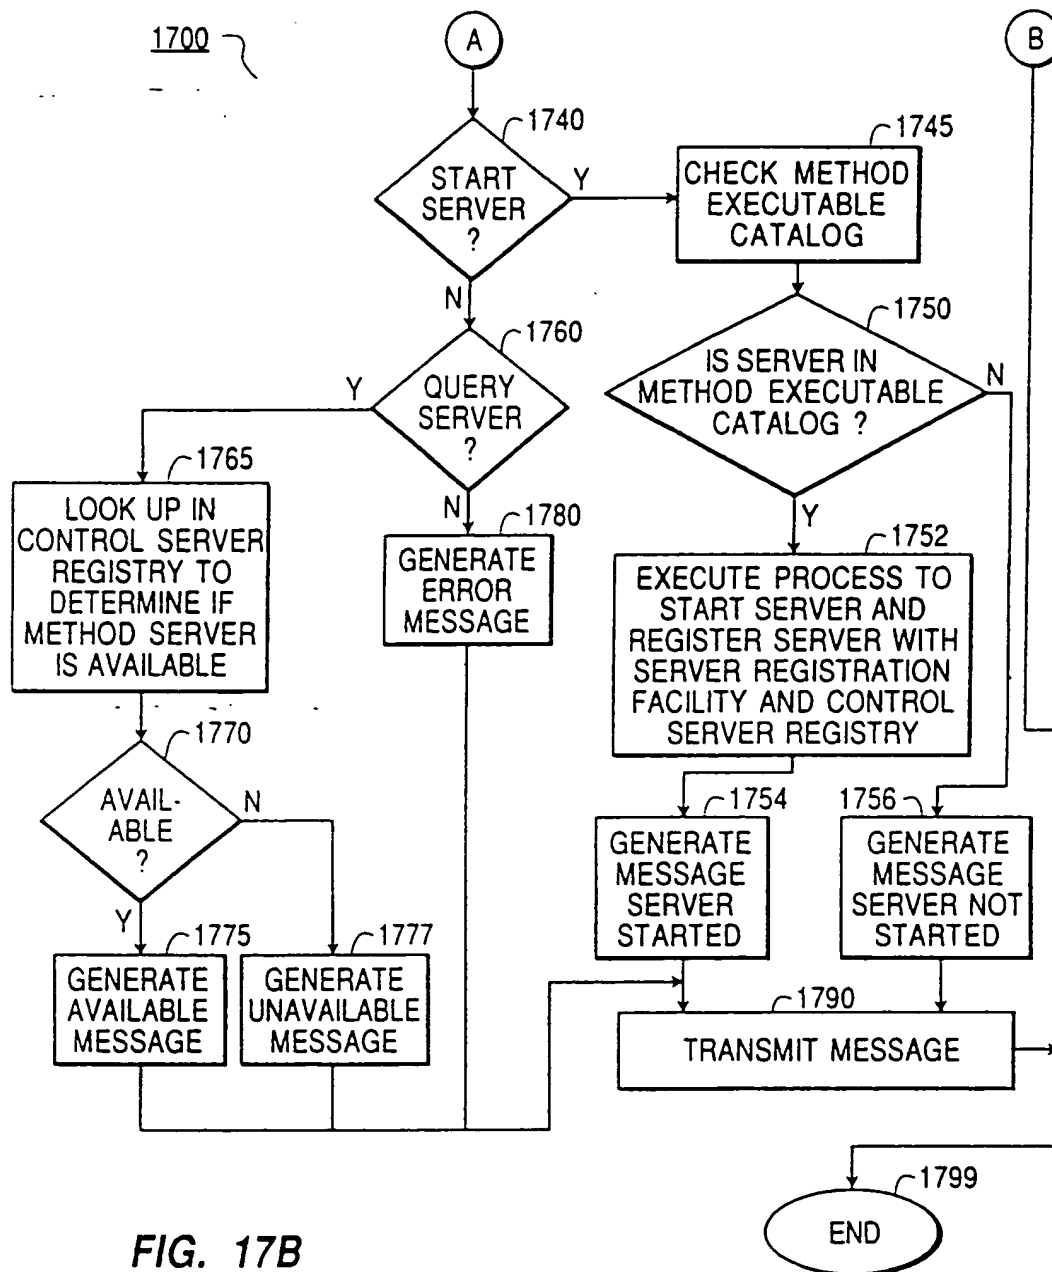 1700
A
B
1740
START
SERVER
?
Y
N
1745
CHECK METHOD
EXECUTABLE
CATALOG
1750
IS SERVER IN
METHOD EXECUTABLE
CATALOG ?
N
Y
1760
QUERY
SERVER
?
Y
N
1765
LOOK UP IN
CONTROL SERVER
REGISTRY TO
DETERMINE IF
METHOD SERVER
IS AVAILABLE
1780
GENERATE
ERROR
MESSAGE
1752
EXECUTE PROCESS TO
START SERVER AND
REGISTER SERVER WITH
SERVER REGISTRATION
FACILITY AND CONTROL
SERVER REGISTRY
1770
AVAIL-
ABLE
?
N
Y
1754
GENERATE
MESSAGE
SERVER
STARTED
1756
GENERATE
MESSAGE
SERVER NOT
STARTED
1775
GENERATE
AVAILABLE
MESSAGE
1777
GENERATE
UNAVAILABLE
MESSAGE
1790
TRANSMIT MESSAGE
1799
END
FIG. 17B